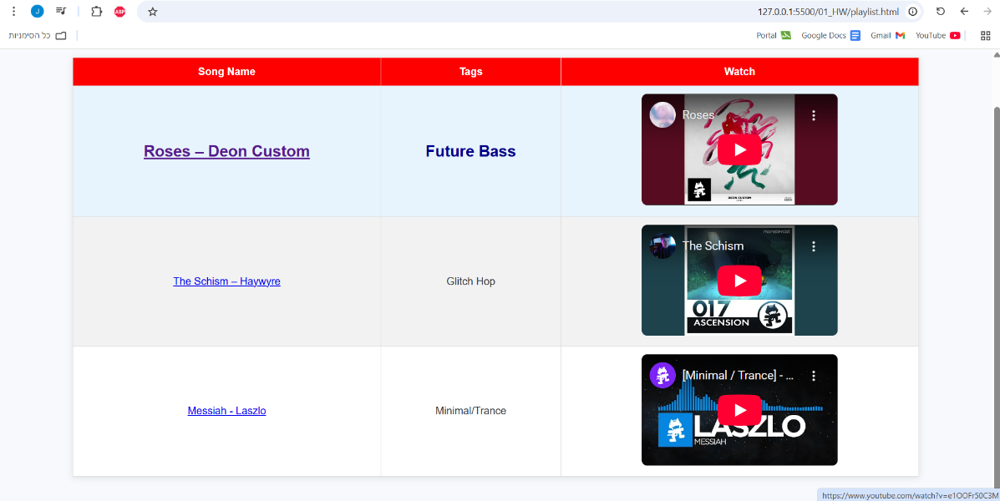 J
ABP
127.0.0.1:5500/01_HW/playlist.html
כל הסימניות
Portal
Google Docs
Gmail
YouTube
Song Name
Tags
Watch
Roses – Deon Custom
Future Bass
Roses
DEON CUSTOM
The Schism – Haywyre
Glitch Hop
monstercat
The Schism
017
ASCENSION
Messiah - Laszlo
Minimal/Trance
[Minimal / Trance] - ...
LASZLO
MESSIAH
https://www.youtube.com/watch?v=e1OOFr50C3M